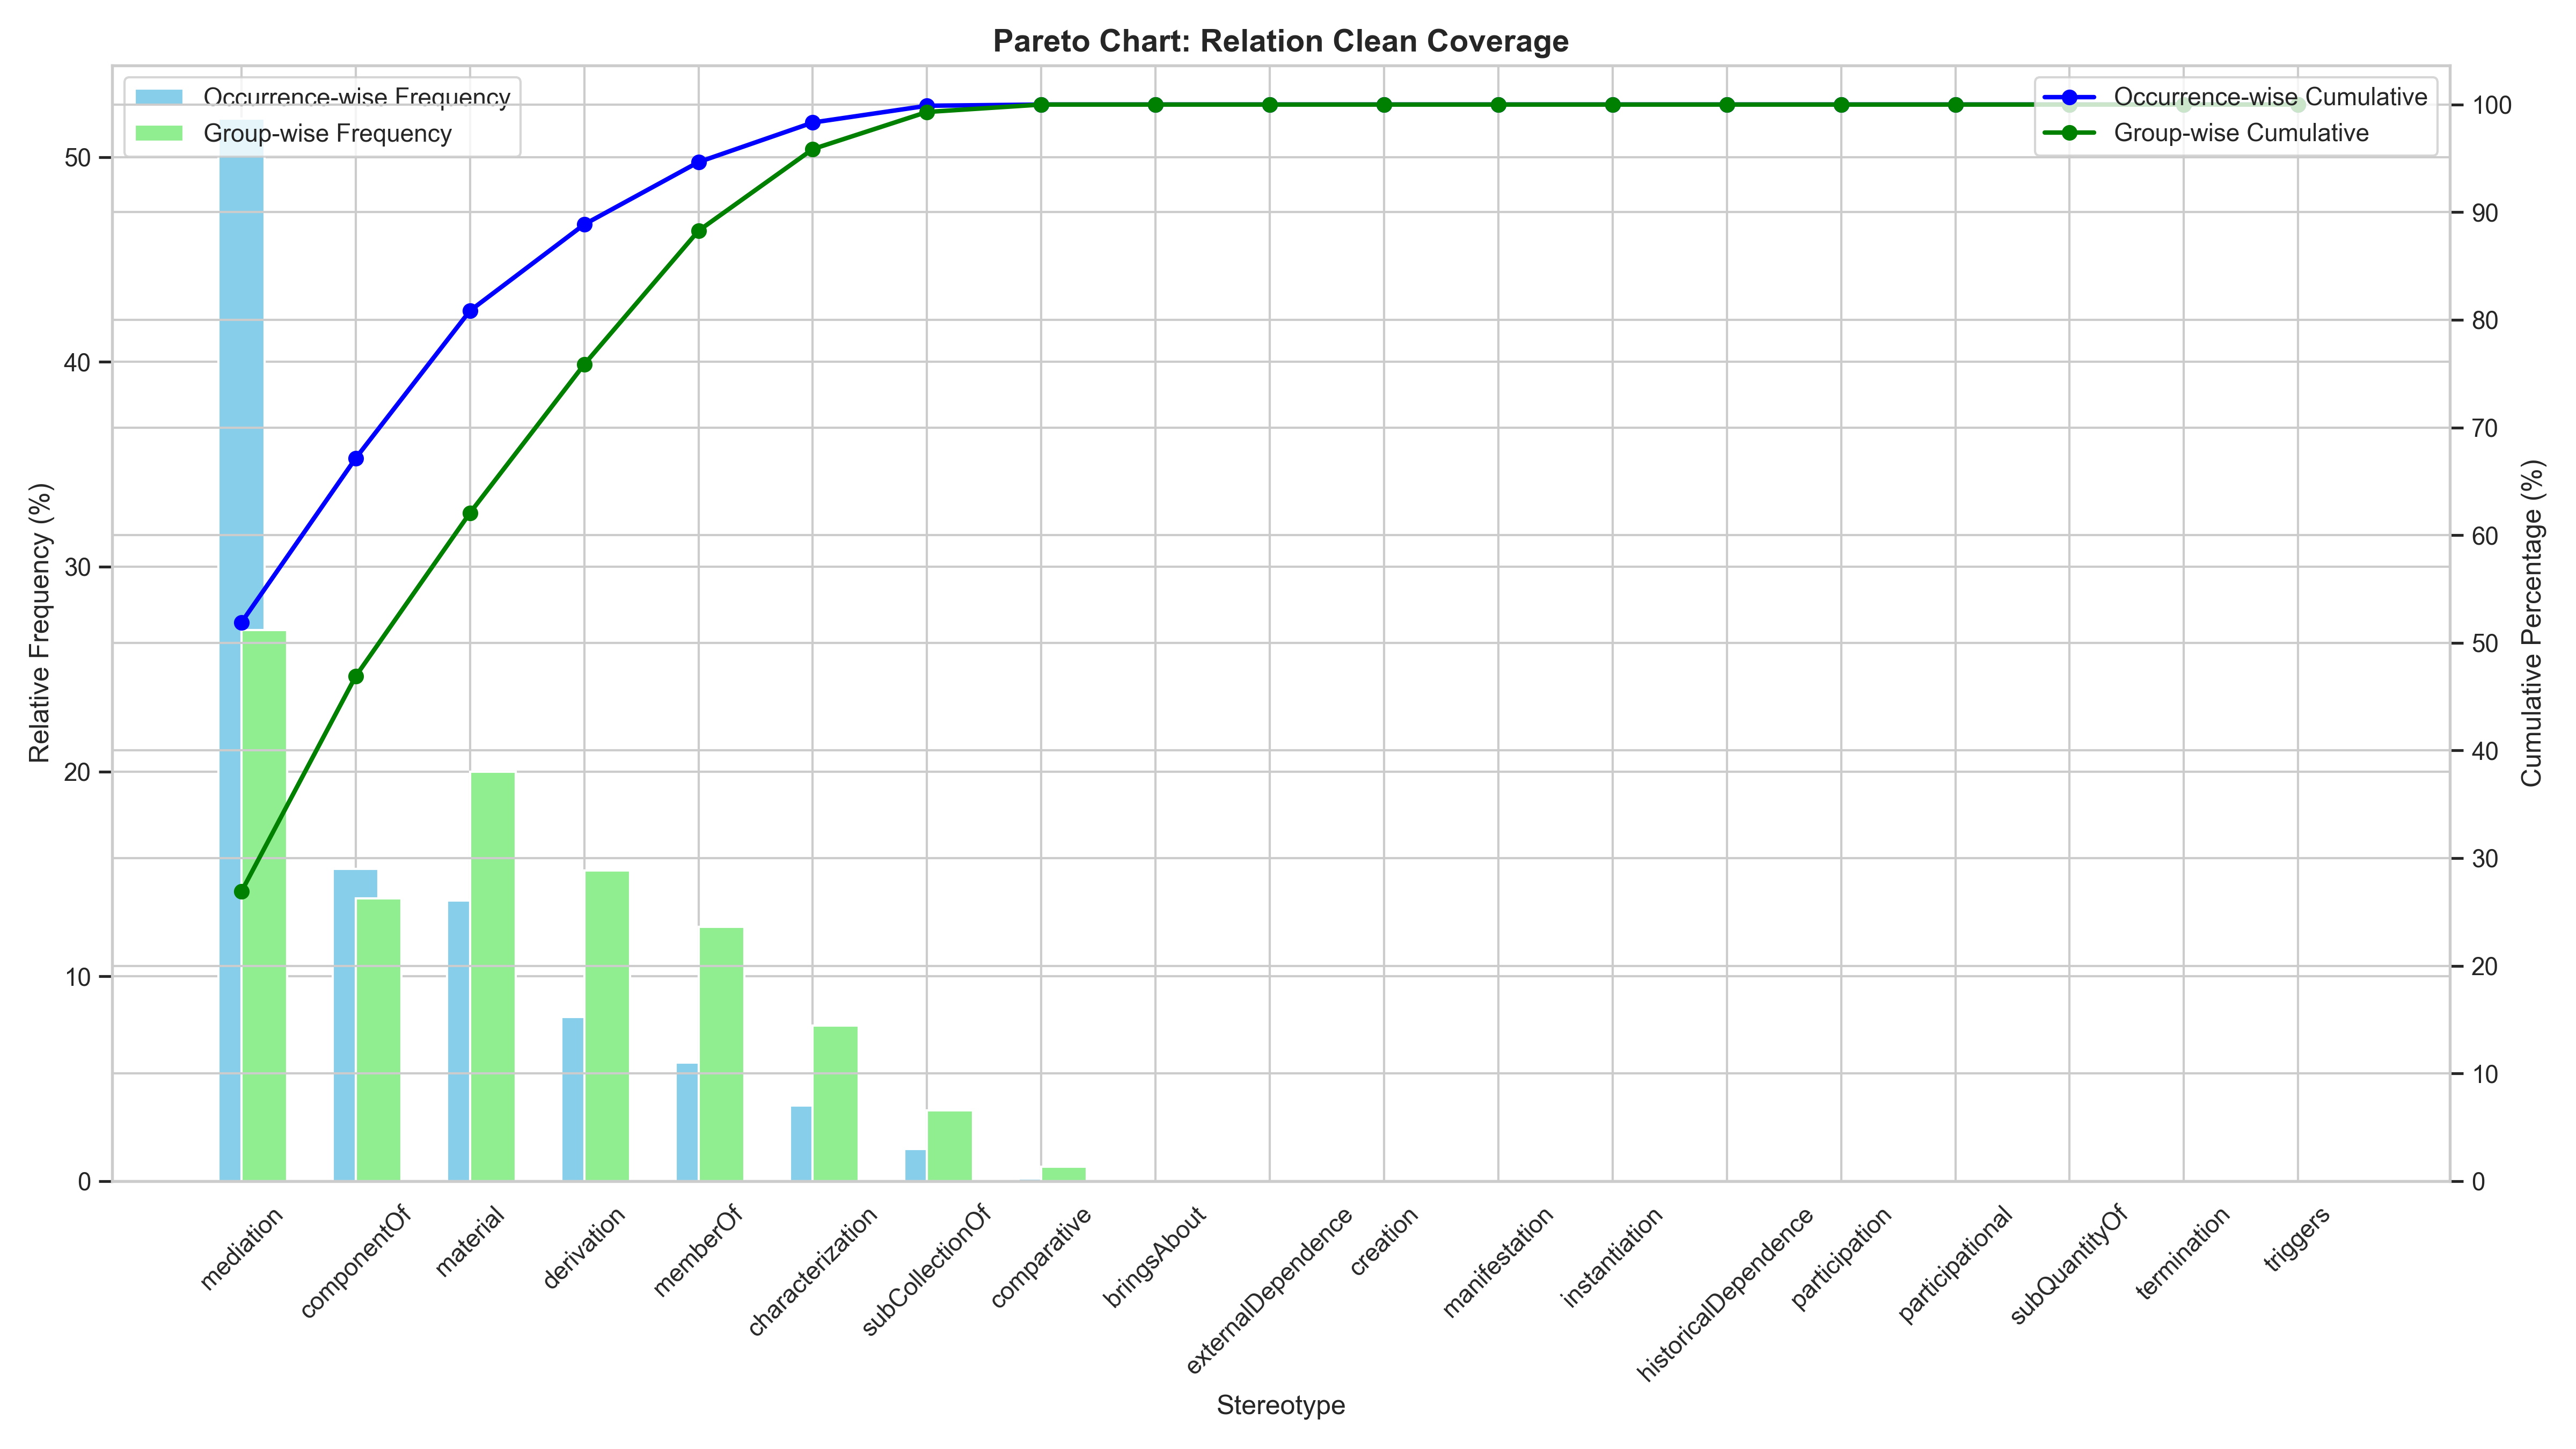 Pareto Chart: Relation Clean Coverage
Occurrence-wise Frequency
Group-wise Frequency
Occurrence-wise Cumulative
Group-wise Cumulative
Relative Frequency (%)
50
40
30
20
10
0
100
90
80
70
60
50
40
30
20
10
0
Cumulative Percentage (%)
mediation
componentOf
material
derivation
memberOf
characterization
subCollectionOf
comparative
bringsAbout
externalDependence
creation
manifestation
instantiation
historicalDependence
participation
participational
subQuantityOf
termination
triggers
Stereotype